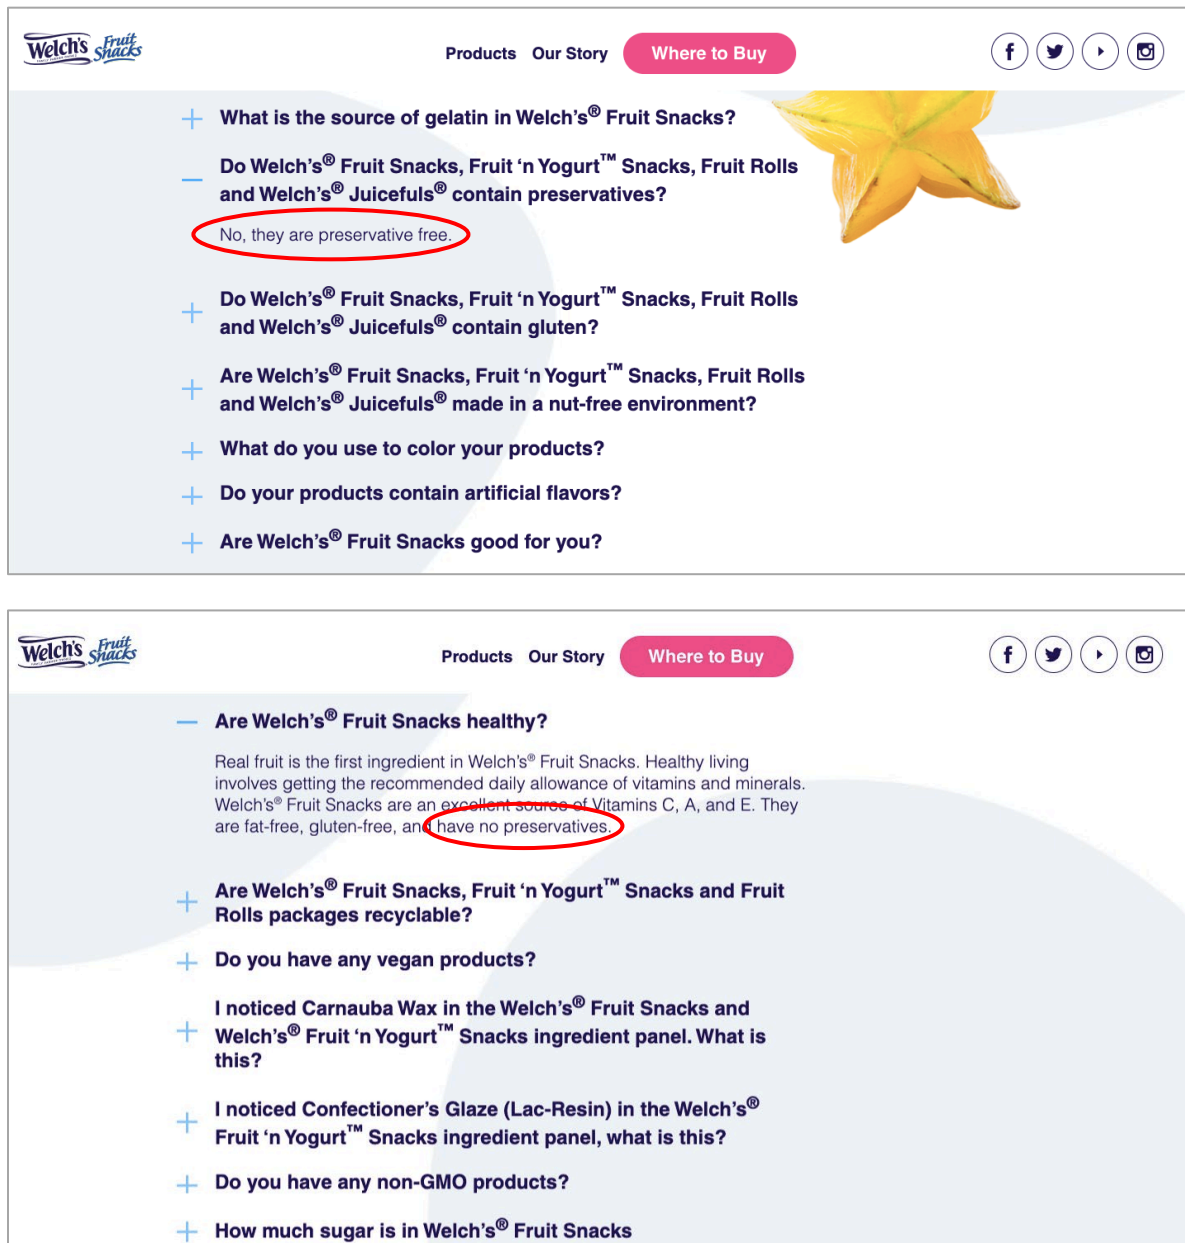 Welch's Fruit Snacks
Products Our Story Where to Buy
What is the source of gelatin in Welch's® Fruit Snacks?
Do Welch's® Fruit Snacks, Fruit 'n Yogurt™ Snacks, Fruit Rolls
and Welch's® Juicefuls® contain preservatives?
No, they are preservative free.
Do Welch's® Fruit Snacks, Fruit 'n Yogurt™ Snacks, Fruit Rolls
and Welch's® Juicefuls® contain gluten?
Are Welch's® Fruit Snacks, Fruit 'n Yogurt™ Snacks, Fruit Rolls
and Welch's® Juicefuls® made in a nut-free environment?
What do you use to color your products?
Do your products contain artificial flavors?
Are Welch's® Fruit Snacks good for you?
Welch's Fruit Snacks
Products Our Story Where to Buy
Are Welch's® Fruit Snacks healthy?
Real fruit is the first ingredient in Welch's® Fruit Snacks. Healthy living
involves getting the recommended daily allowance of vitamins and minerals.
Welch's® Fruit Snacks are an excellent source of Vitamins C, A, and E. They
are fat-free, gluten-free, and have no preservatives.
Are Welch's® Fruit Snacks, Fruit 'n Yogurt™ Snacks and Fruit
Rolls packages recyclable?
Do you have any vegan products?
I noticed Carnauba Wax in the Welch's® Fruit Snacks and
Welch's® Fruit 'n Yogurt™ Snacks ingredient panel. What is
this?
I noticed Confectioner's Glaze (Lac-Resin) in the Welch's®
Fruit 'n Yogurt™ Snacks ingredient panel, what is this?
Do you have any non-GMO products?
How much sugar is in Welch's® Fruit Snacks